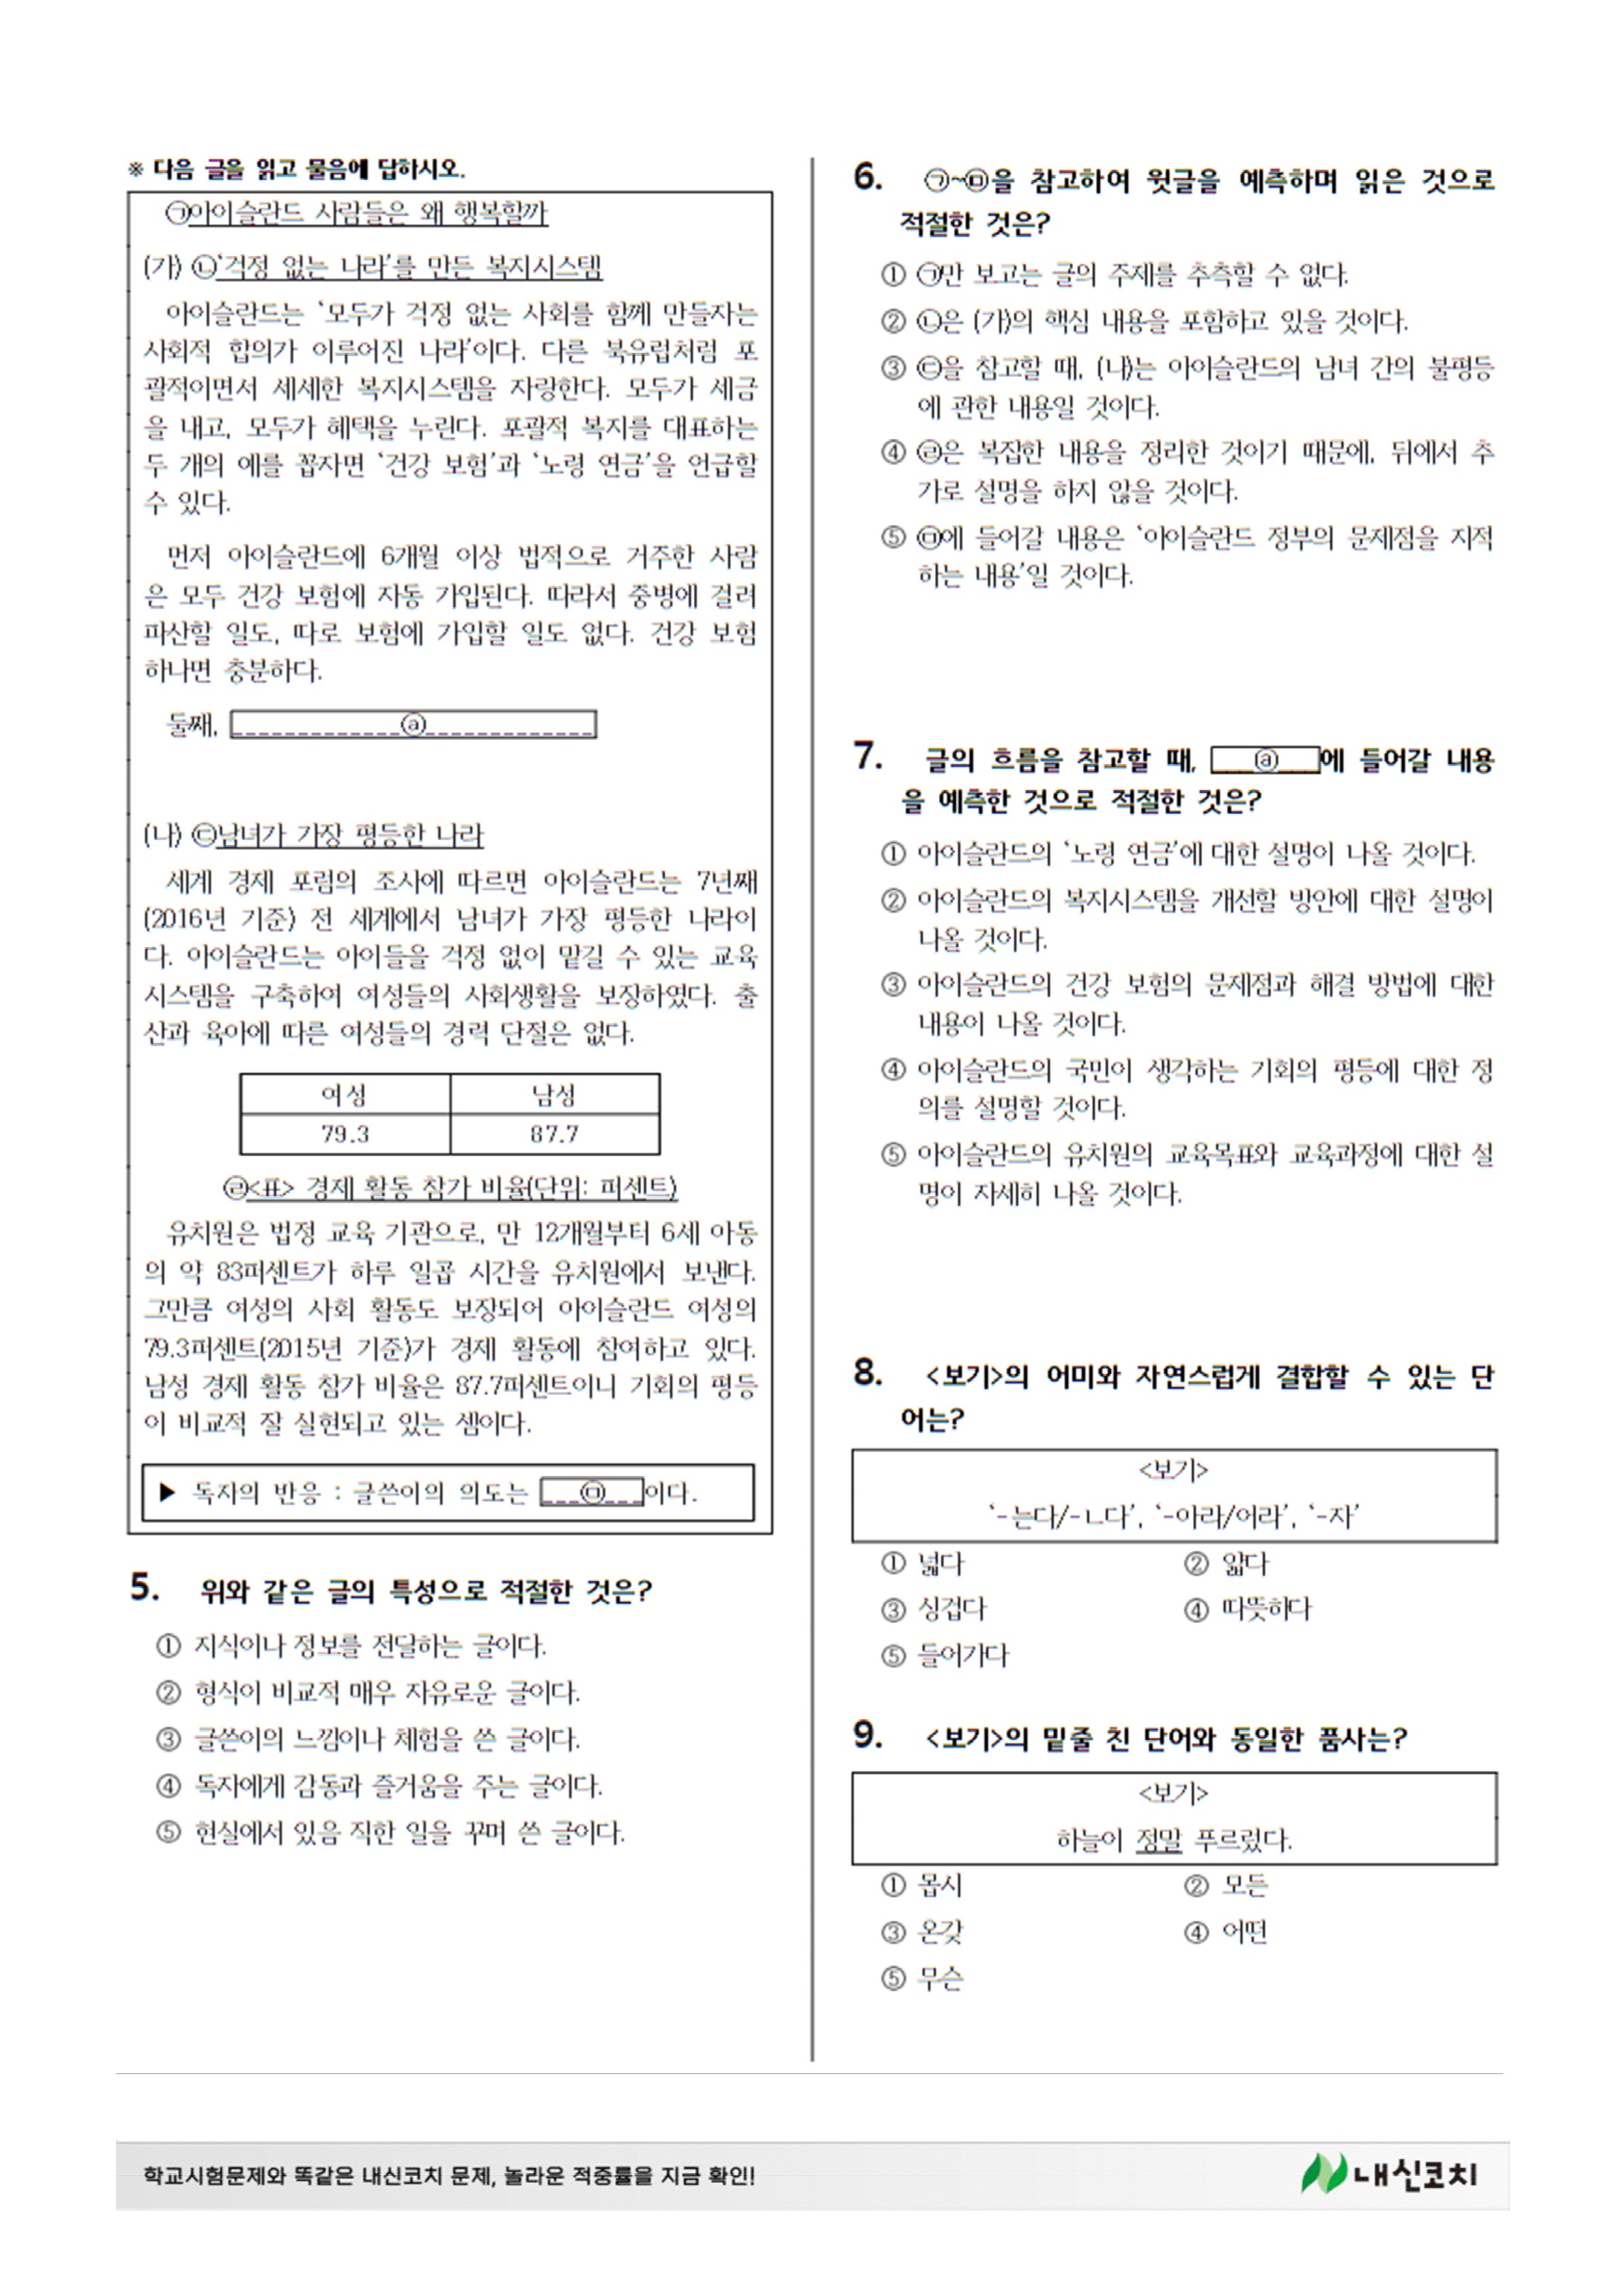 ※ 다음 글을 읽고 물음에 답하시오.
㉠아이슬란드 사람들은 왜 행복할까
(가) ㉡‘걱정 없는 나라’를 만든 복지시스템
아이슬란드는 ‘모두가 걱정 없는 사회를 함께 만들자는
사회적 합의가 이루어진 나라’이다. 다른 북유럽처럼 포
괄적이면서 세세한 복지시스템을 자랑한다. 모두가 세금
을 내고, 모두가 혜택을 누린다. 포괄적 복지를 대표하는
두 개의 예를 꼽자면 ‘건강 보험’과 ‘노령 연금’을 언급할
수 있다.
먼저 아이슬란드에 6개월 이상 법적으로 거주한 사람
은 모두 건강 보험에 자동 가입된다. 따라서 중병에 걸려
파산할 일도, 따로 보험에 가입할 일도 없다. 건강 보험
하나면 충분하다.
둘째, ⓐ
(나) ㉢남녀가 가장 평등한 나라
세계 경제 포럼의 조사에 따르면 아이슬란드는 7년째
(2016년 기준) 전 세계에서 남녀가 가장 평등한 나라이
다. 아이슬란드는 아이들을 걱정 없이 맡길 수 있는 교육
시스템을 구축하여 여성들의 사회생활을 보장하였다. 출
산과 육아에 따른 여성들의 경력 단절은 없다.
여성 남성
79.3 87.7
㉣<표> 경제 활동 참가 비율(단위: 퍼센트)
유치원은 법정 교육 기관으로, 만 12개월부터 6세 아동
의 약 83퍼센트가 하루 일곱 시간을 유치원에서 보낸다.
그만큼 여성의 사회 활동도 보장되어 아이슬란드 여성의
79.3퍼센트(2015년 기준)가 경제 활동에 참여하고 있다.
남성 경제 활동 참가 비율은 87.7퍼센트이니 기회의 평등
이 비교적 잘 실현되고 있는 셈이다.
▶ 독자의 반응 : 글쓴이의 의도는 ㉤이다.
5. 위와 같은 글의 특성으로 적절한 것은?
① 지식이나 정보를 전달하는 글이다.
② 형식이 비교적 매우 자유로운 글이다.
③ 글쓴이의 느낌이나 체험을 쓴 글이다.
④ 독자에게 감동과 즐거움을 주는 글이다.
⑤ 현실에서 있음 직한 일을 꾸며 쓴 글이다.
6. ㉠~㉤을 참고하여 윗글을 예측하며 읽은 것으로
적절한 것은?
① ㉠만 보고는 글의 주제를 추측할 수 없다.
② ㉡은 (가)의 핵심 내용을 포함하고 있을 것이다.
③ ㉢을 참고할 때, (나)는 아이슬란드의 남녀 간의 불평등
에 관한 내용일 것이다.
④ ㉣은 복잡한 내용을 정리한 것이기 때문에, 뒤에서 추
가로 설명을 하지 않을 것이다.
⑤ ㉤에 들어갈 내용은 ‘아이슬란드 정부의 문제점을 지적
하는 내용’일 것이다.
7. 글의 흐름을 참고할 때, ⓐ에 들어갈 내용
을 예측한 것으로 적절한 것은?
① 아이슬란드의 ‘노령 연금’에 대한 설명이 나올 것이다.
② 아이슬란드의 복지시스템을 개선할 방안에 대한 설명이
나올 것이다.
③ 아이슬란드의 건강 보험의 문제점과 해결 방법에 대한
내용이 나올 것이다.
④ 아이슬란드의 국민이 생각하는 기회의 평등에 대한 정
의를 설명할 것이다.
⑤ 아이슬란드의 유치원의 교육목표와 교육과정에 대한 설
명이 자세히 나올 것이다.
8. <보기>의 어미와 자연스럽게 결합할 수 있는 단
어는?
<보기>
‘-는다/-ㄴ다’, ‘-아라/어라’, ‘-자’
① 넓다 ② 얇다
③ 싱겁다 ④ 따뜻하다
⑤ 들어가다
9. <보기>의 밑줄 친 단어와 동일한 품사는?
<보기>
하늘이 정말 푸르렀다.
① 몹시 ② 모든
③ 온갖 ④ 어떤
⑤ 무슨
학교시험문제와 똑같은 내신코치 문제, 놀라운 적중률을 지금 확인!
내신코치